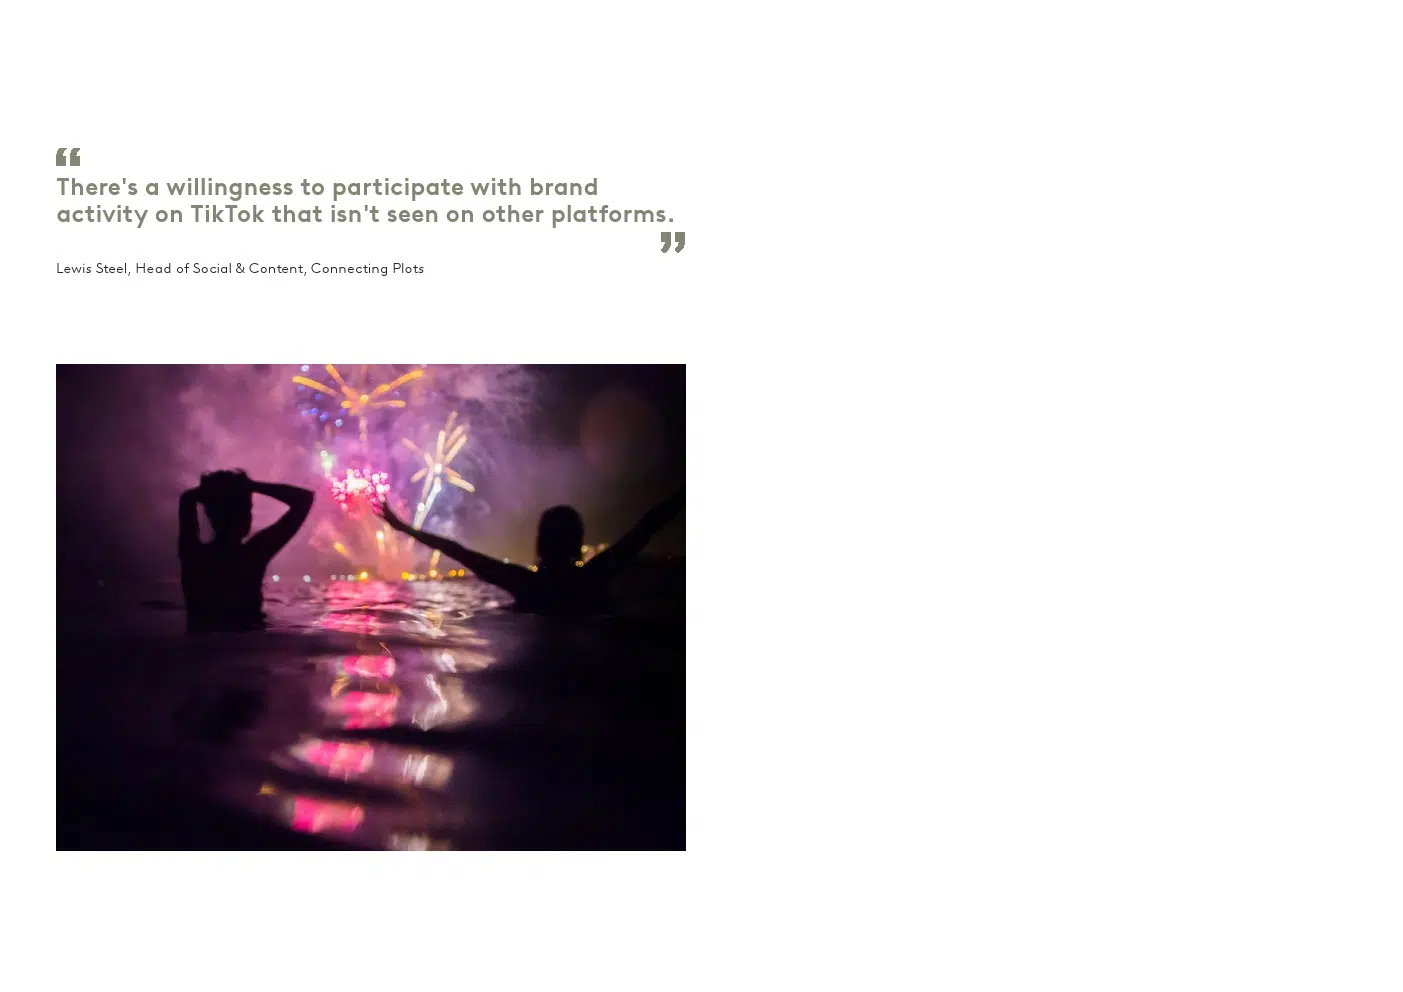 “
There's a willingness to participate with brand
activity on TikTok that isn't seen on other platforms.
”
Lewis Steel, Head of Social & Content, Connecting Plots